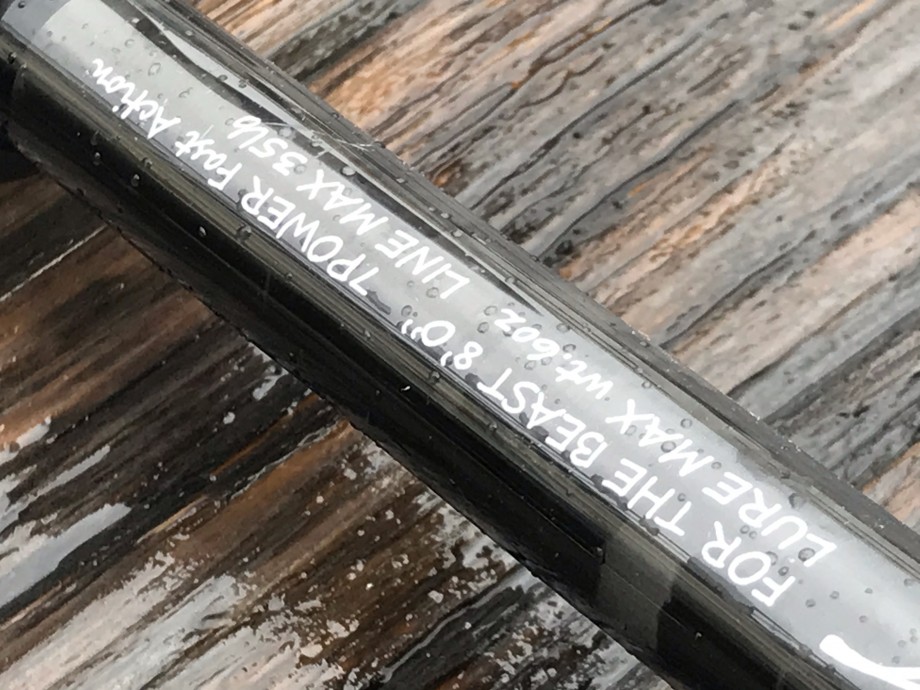 FOR THE BEAST 8'0" 7POWER Fast Action
LURE MAX wt.6oz LINE MAX 35lb